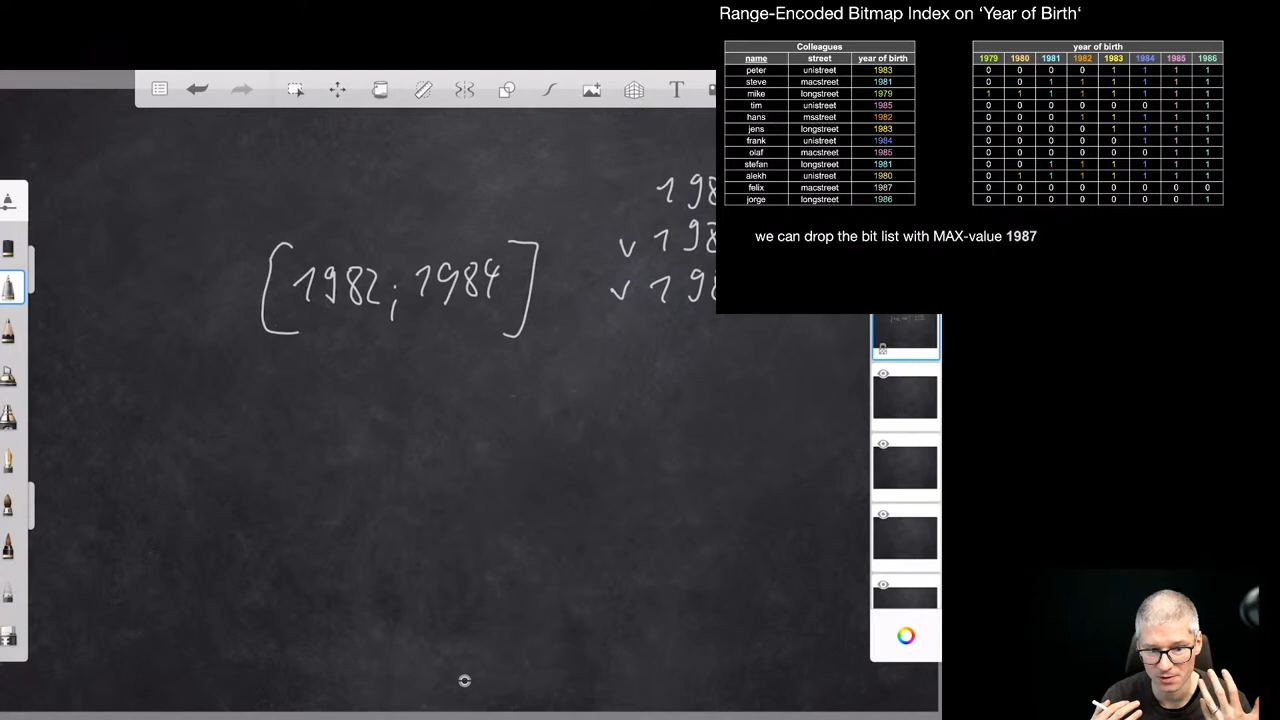 Range-Encoded Bitmap Index on ‘Year of Birth‘
Colleagues
name street year of birth
peter unistreet 1983
steve macstreet 1981
mike longstreet 1979
tim unistreet 1985
hans msstreet 1982
jens longstreet 1983
frank unistreet 1984
olaf macstreet 1985
stefan longstreet 1981
alekh unistreet 1980
felix macstreet 1987
jorge longstreet 1986
year of birth
1979 1980 1981 1982 1983 1984 1985 1986
0 0 0 0 1 1 1 1
0 0 1 1 1 1 1 1
1 1 1 1 1 1 1 1
0 0 0 0 0 0 1 1
0 0 0 1 1 1 1 1
0 0 0 0 1 1 1 1
0 0 0 0 0 1 1 1
0 0 0 0 0 0 1 1
0 0 1 1 1 1 1 1
0 1 1 1 1 1 1 1
0 0 0 0 0 0 0 0
0 0 0 0 0 0 0 1
we can drop the bit list with MAX-value 1987
T
[1982; 1984]
198
v 198
v 198